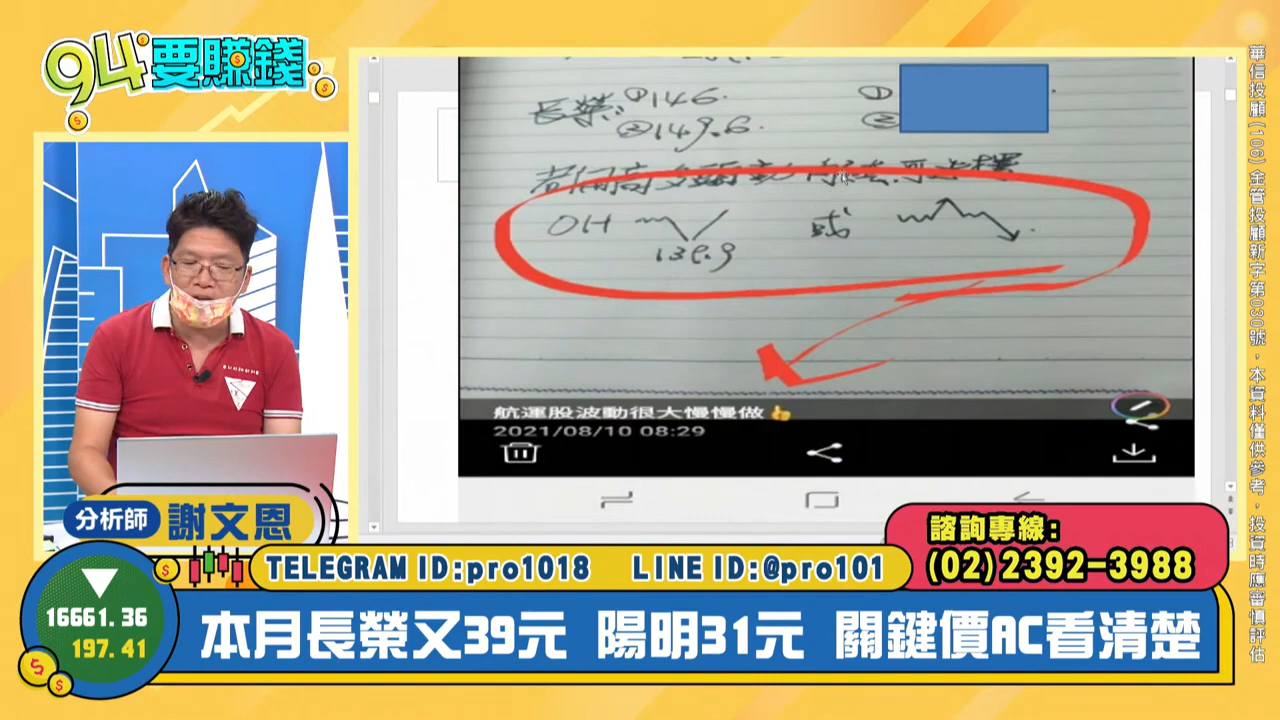 94要賺錢
長榮 ①146.
②149.6.
①
②
OH
或
139.9
航運股波動很大慢慢做👍
2021/08/10 08:29
分析師 謝文恩
諮詢專線:
(02)2392-3988
TELEGRAM ID:pro1018 LINE ID:@pro101
16661.36
197.41
本月長榮又39元 陽明31元 關鍵價AC看清楚
華信投顧(106)金管投顧新字第030號,本資料僅供參考,投資時應審慎評估